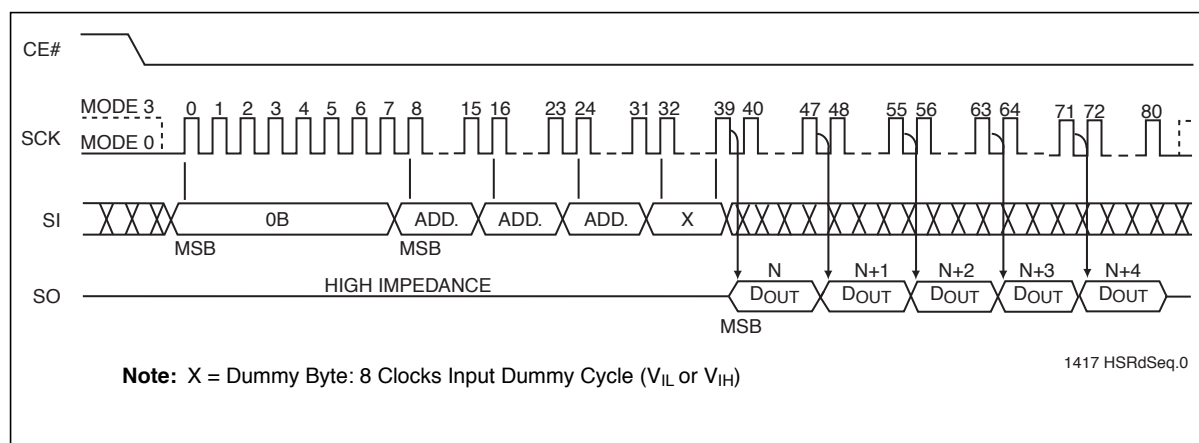 CE#
MODE 3
0 1 2 3 4 5 6 7 8 15 16 23 24 31 32 39 40 47 48 55 56 63 64 71 72 80
SCK
MODE 0
SI
0B ADD. ADD. ADD. X
MSB MSB
N N+1 N+2 N+3 N+4
HIGH IMPEDANCE
SO
DOUT DOUT DOUT DOUT DOUT
MSB
1417 HSRdSeq.0
Note: X = Dummy Byte: 8 Clocks Input Dummy Cycle (VIL or VIH)